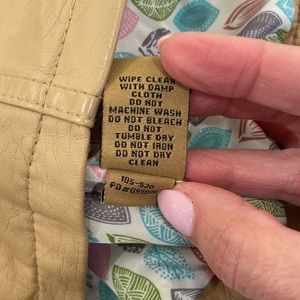 WIPE CLEAN
WITH DAMP
CLOTH
DO NOT
MACHINE WASH
DO NOT BLEACH
DO NOT
TUMBLE DRY
DO NOT IRON
DO NOT DRY
CLEAN